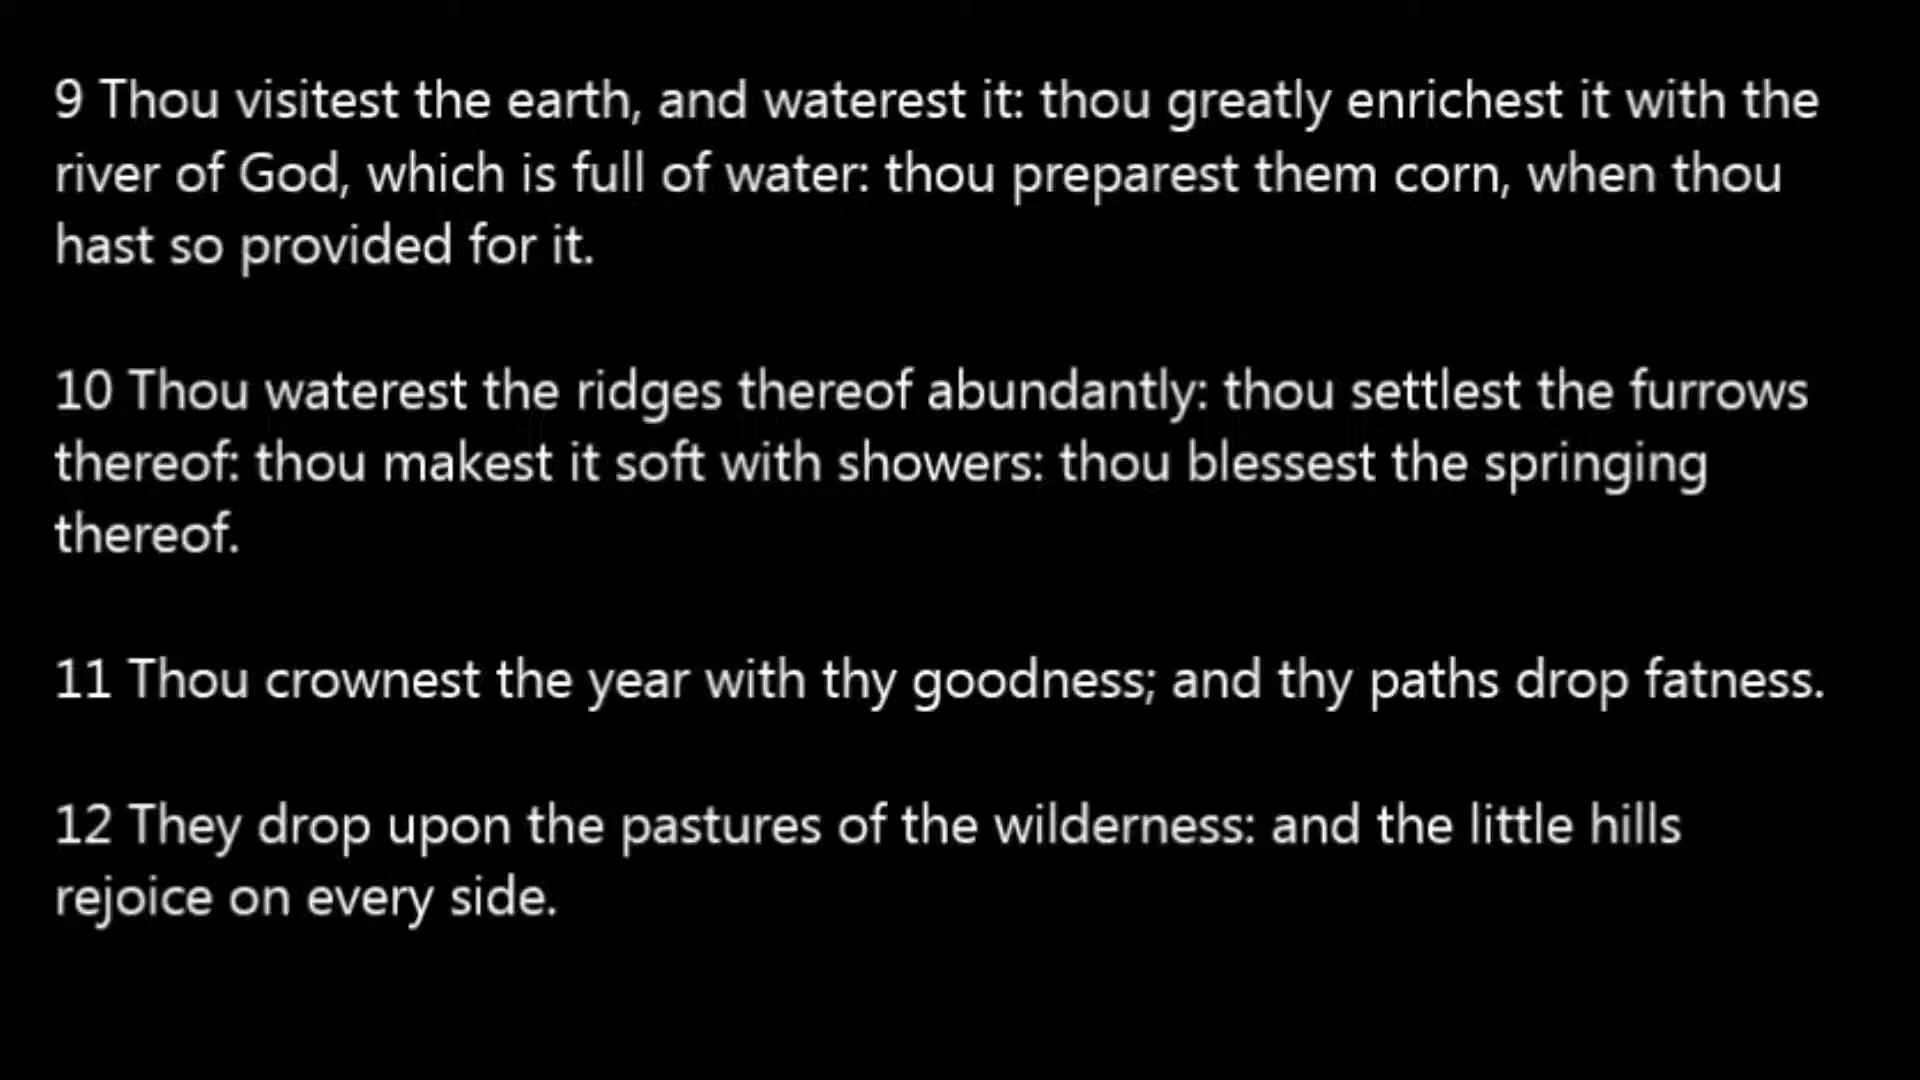 9 Thou visitest the earth, and waterest it: thou greatly enrichest it with the
river of God, which is full of water: thou preparest them corn, when thou
hast so provided for it.
10 Thou waterest the ridges thereof abundantly: thou settlest the furrows
thereof: thou makest it soft with showers: thou blessest the springing
thereof.
11 Thou crownest the year with thy goodness; and thy paths drop fatness.
12 They drop upon the pastures of the wilderness: and the little hills
rejoice on every side.